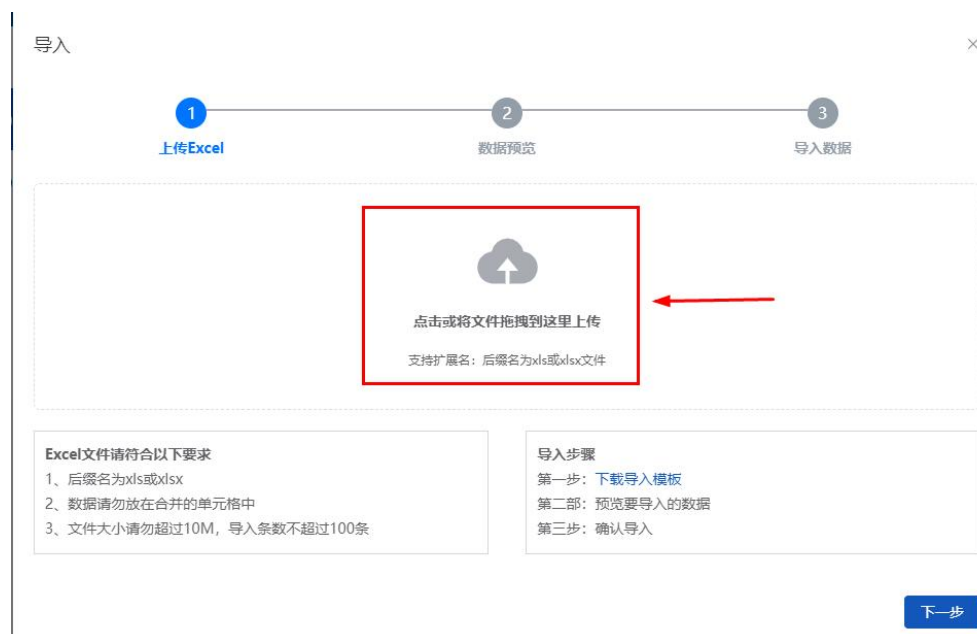 导入
1
2
3
上传Excel
数据预览
导入数据
点击或将文件拖拽到这里上传
支持扩展名：后缀名为xls或xlsx文件
Excel文件请符合以下要求
1、后缀名为xls或xlsx
2、数据请勿放在合并的单元格中
3、文件大小请勿超过10M，导入条数不超过100条
导入步骤
第一步：下载导入模板
第二部：预览要导入的数据
第三步：确认导入
下一步